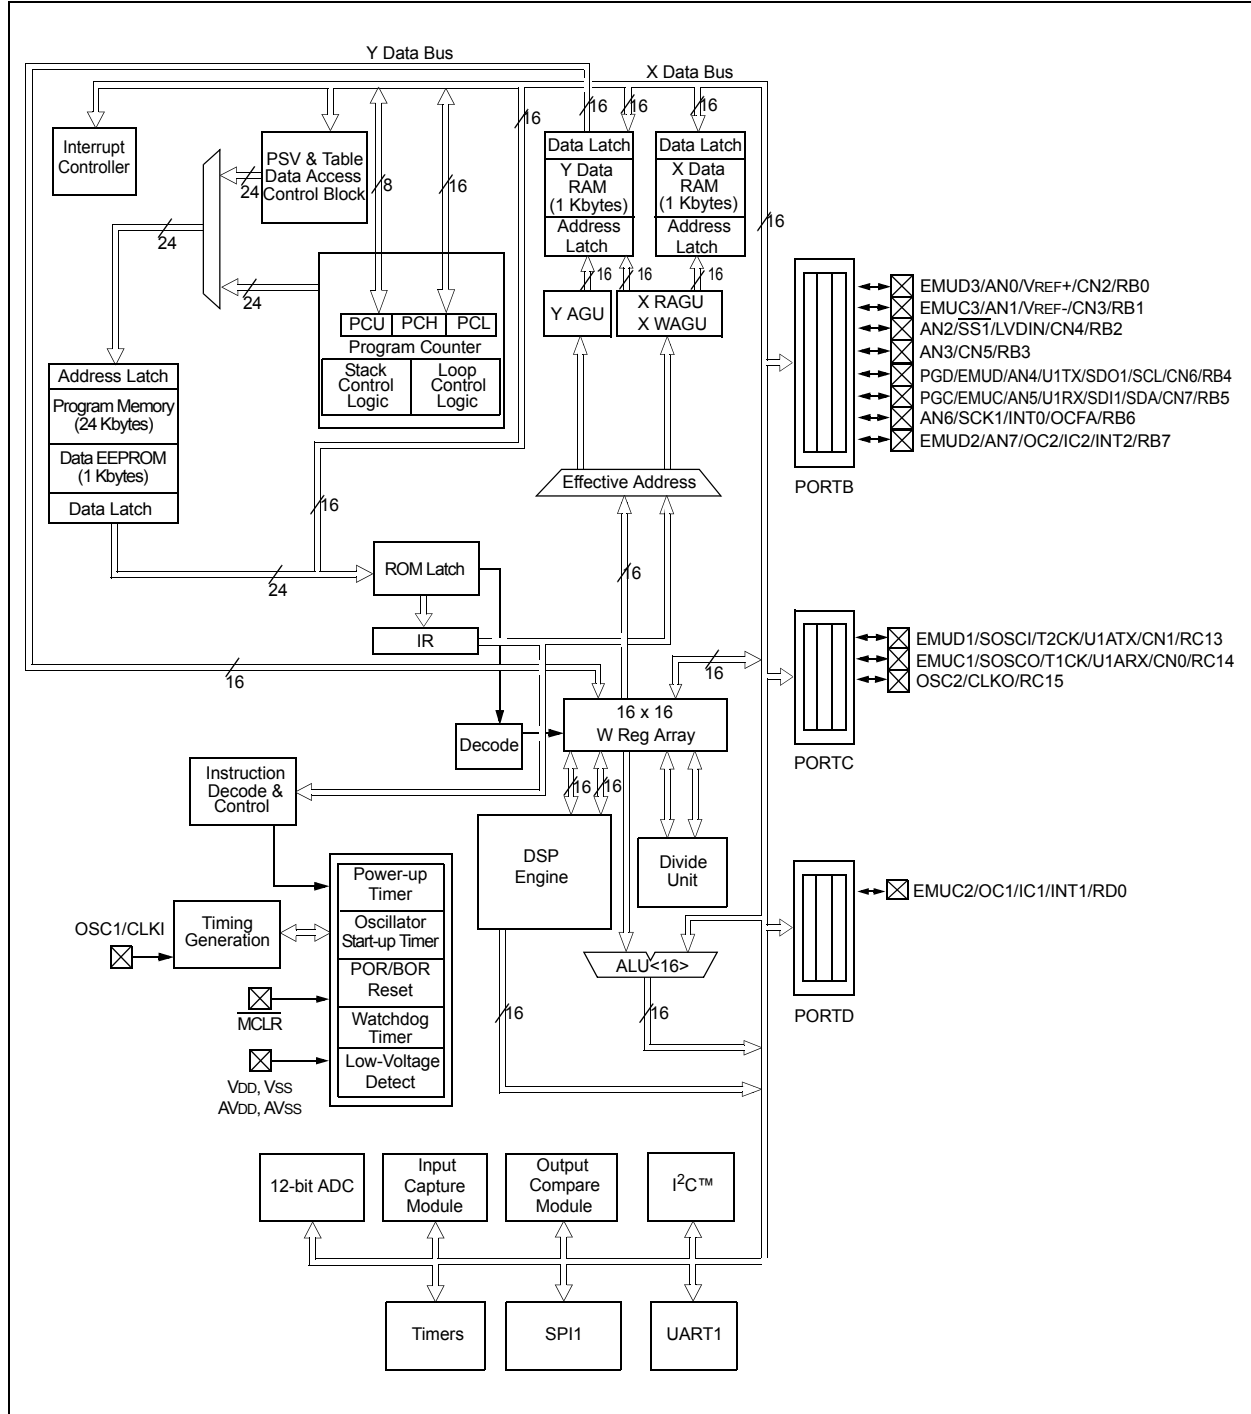 Y Data Bus
X Data Bus
16
16
16
16
Interrupt
Controller
PSV & Table
Data Access
Control Block
24
8
16
24
24
Data Latch
Y Data
RAM
(1 Kbytes)
Address
Latch
Data Latch
X Data
RAM
(1 Kbytes)
Address
Latch
16
16
16
16
Y AGU
X RAGU
X WAGU
PCU
PCH
PCL
Program Counter
Stack
Control
Logic
Loop
Control
Logic
Address Latch
Program Memory
(24 Kbytes)
Data EEPROM
(1 Kbytes)
Data Latch
16
24
Effective Address
16
ROM Latch
IR
16
16
16 x 16
W Reg Array
Decode
Instruction
Decode &
Control
16
16
DSP
Engine
Divide
Unit
Power-up
Timer
Oscillator
Start-up Timer
POR/BOR
Reset
Watchdog
Timer
Low-Voltage
Detect
OSC1/CLKI
Timing
Generation
MCLR
VDD, VSS
AVDD, AVSS
ALU<16>
16
16
EMUD3/AN0/VREF+/CN2/RB0
EMUC3/AN1/VREF-/CN3/RB1
AN2/SS1/LVDIN/CN4/RB2
AN3/CN5/RB3
PGD/EMUD/AN4/U1TX/SDO1/SCL/CN6/RB4
PGC/EMUC/AN5/U1RX/SDI1/SDA/CN7/RB5
AN6/SCK1/INT0/OCFA/RB6
EMUD2/AN7/OC2/IC2/INT2/RB7
PORTB
EMUD1/SOSCI/T2CK/U1ATX/CN1/RC13
EMUC1/SOSCO/T1CK/U1ARX/CN0/RC14
OSC2/CLKO/RC15
PORTC
EMUC2/OC1/IC1/INT1/RD0
PORTD
12-bit ADC
Input
Capture
Module
Output
Compare
Module
I²C™
Timers
SPI1
UART1